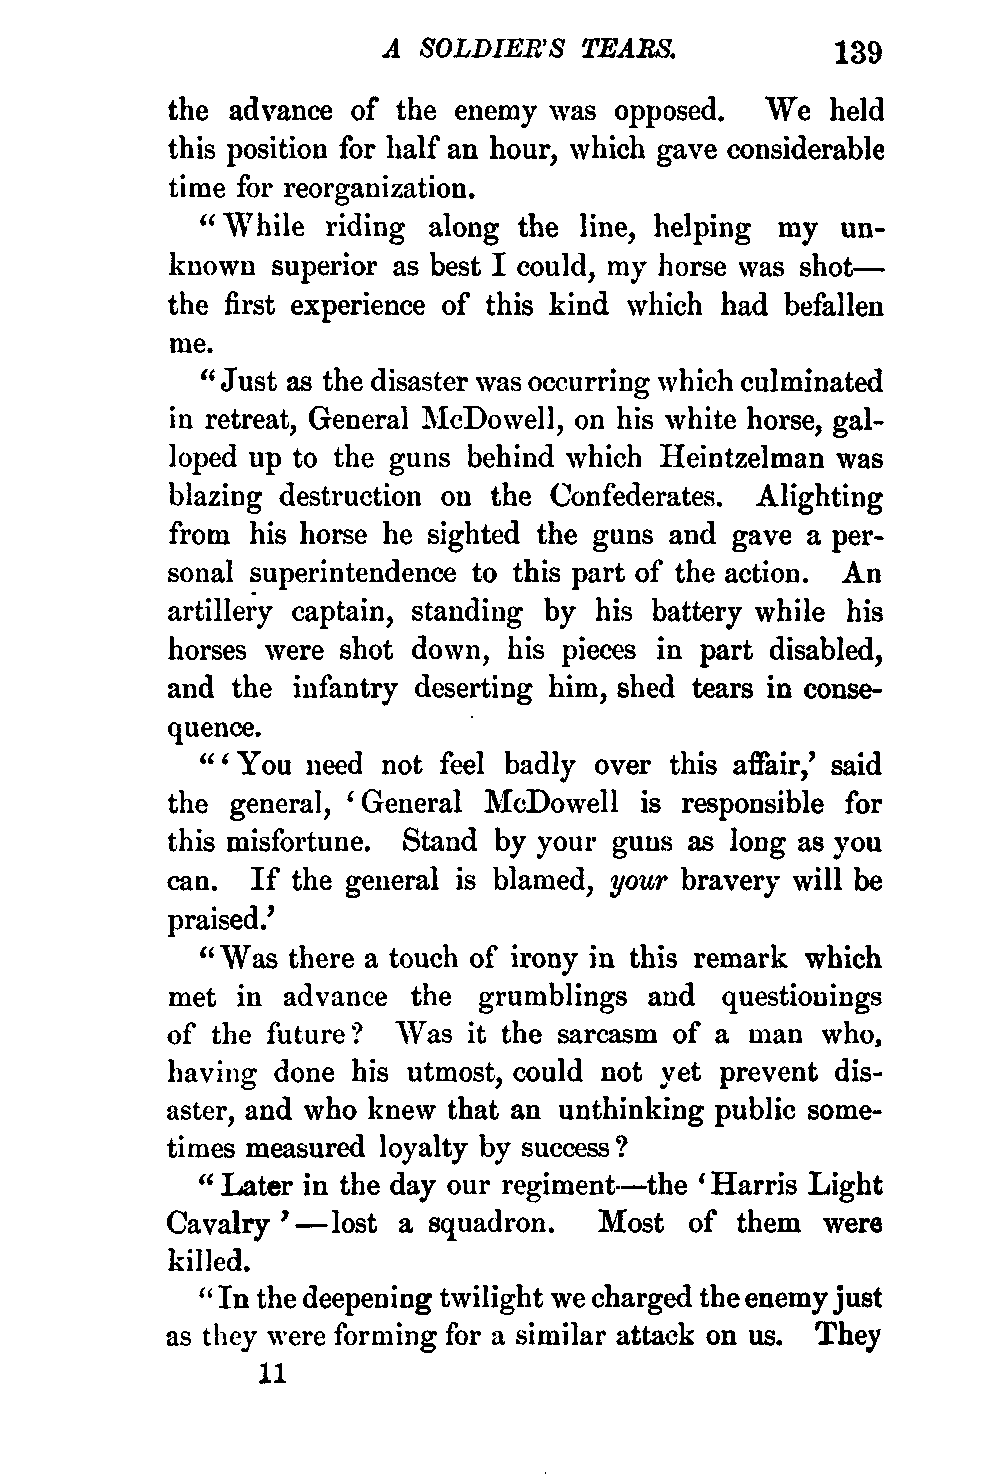 A SOLDIER'S TEARS. 139
the advance of the enemy was opposed. We held
this position for half an hour, which gave considerable
time for reorganization.
“While riding along the line, helping my un-
known superior as best I could, my horse was shot—
the first experience of this kind which had befallen
me.
“Just as the disaster was occurring which culminated
in retreat, General McDowell, on his white horse, gal-
loped up to the guns behind which Heintzelman was
blazing destruction on the Confederates. Alighting
from his horse he sighted the guns and gave a per-
sonal superintendence to this part of the action. An
artillery captain, standing by his battery while his
horses were shot down, his pieces in part disabled,
and the infantry deserting him, shed tears in conse-
quence.
“‘You need not feel badly over this affair,’ said
the general, ‘General McDowell is responsible for
this misfortune. Stand by your guns as long as you
can. If the general is blamed, your bravery will be
praised.’
“Was there a touch of irony in this remark which
met in advance the grumblings and questionings
of the future? Was it the sarcasm of a man who,
having done his utmost, could not yet prevent dis-
aster, and who knew that an unthinking public some-
times measured loyalty by success?
“Later in the day our regiment—the ‘Harris Light
Cavalry’—lost a squadron. Most of them were
killed.
“In the deepening twilight we charged the enemy just
as they were forming for a similar attack on us. They
11